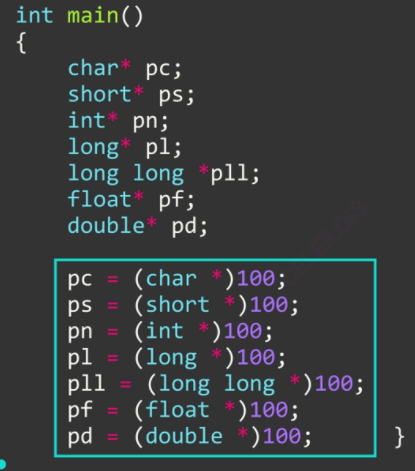 int main()
{
char* pc;
short* ps;
int* pn;
long* pl;
long long *pll;
float* pf;
double* pd;
pc = (char *)100;
ps = (short *)100;
pn = (int *)100;
pl = (long *)100;
pll = (long long *)100;
pf = (float *)100;
pd = (double *)100; }